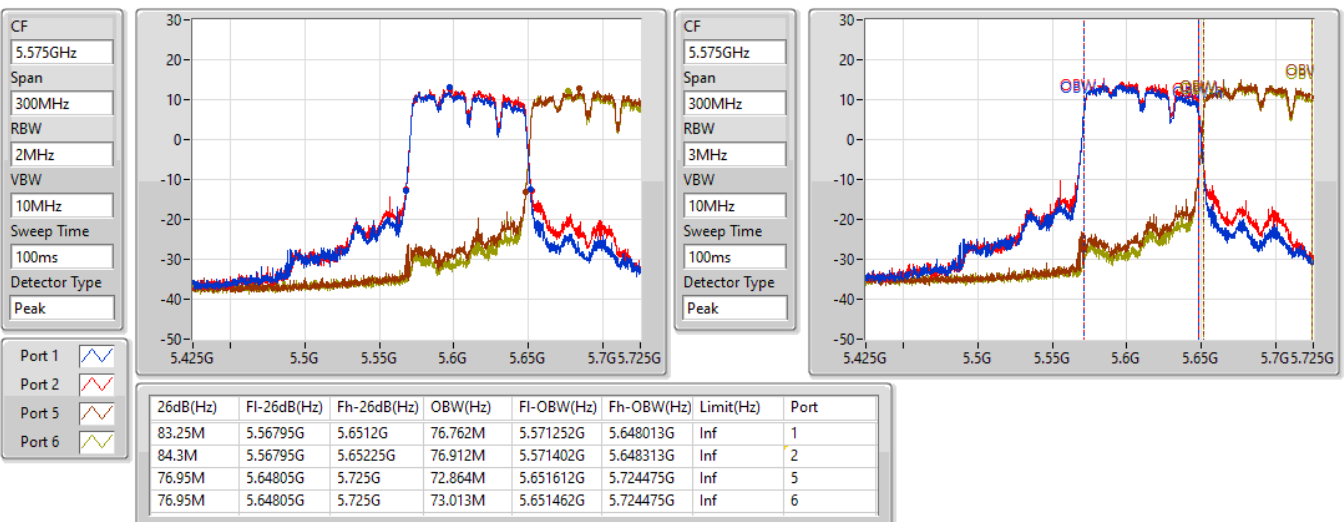 CF
5.575GHz
Span
300MHz
RBW
2MHz
VBW
10MHz
Sweep Time
100ms
Detector Type
Peak
30
20
10
0
-10
-20
-30
-40
-50
5.425G 5.5G 5.55G 5.6G 5.65G 5.7G 5.725G
CF
5.575GHz
Span
300MHz
RBW
3MHz
VBW
10MHz
Sweep Time
100ms
Detector Type
Peak
30
20
10
0
-10
-20
-30
-40
-50
OBW
5.425G 5.5G 5.55G 5.6G 5.65G 5.7G 5.725G
Port 1
Port 2
Port 5
Port 6
26dB(Hz) Fl-26dB(Hz) Fh-26dB(Hz) OBW(Hz) Fl-OBW(Hz) Fh-OBW(Hz) Limit(Hz) Port
83.25M 5.56795G 5.6512G 76.762M 5.571252G 5.648013G Inf 1
84.3M 5.56795G 5.65225G 76.912M 5.571402G 5.648313G Inf 2
76.95M 5.64805G 5.725G 72.864M 5.651612G 5.724475G Inf 5
76.95M 5.64805G 5.725G 73.013M 5.651462G 5.724475G Inf 6